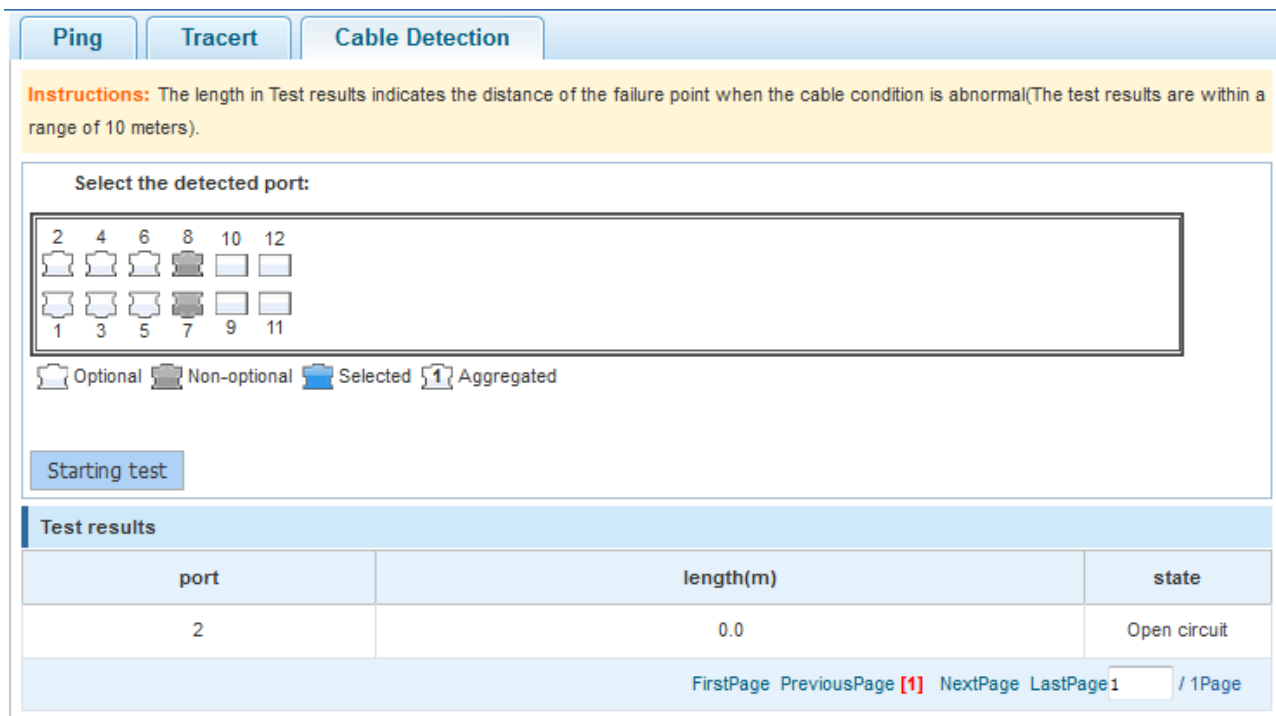 Ping Tracert Cable Detection
Instructions: The length in Test results indicates the distance of the failure point when the cable condition is abnormal(The test results are within a
range of 10 meters).
Select the detected port:
2 4 6 8 10 12
1 3 5 7 9 11
Optional Non-optional Selected 1 Aggregated
Starting test
Test results
port length(m) state
2 0.0 Open circuit
FirstPage PreviousPage [1] NextPage LastPage 1 / 1Page